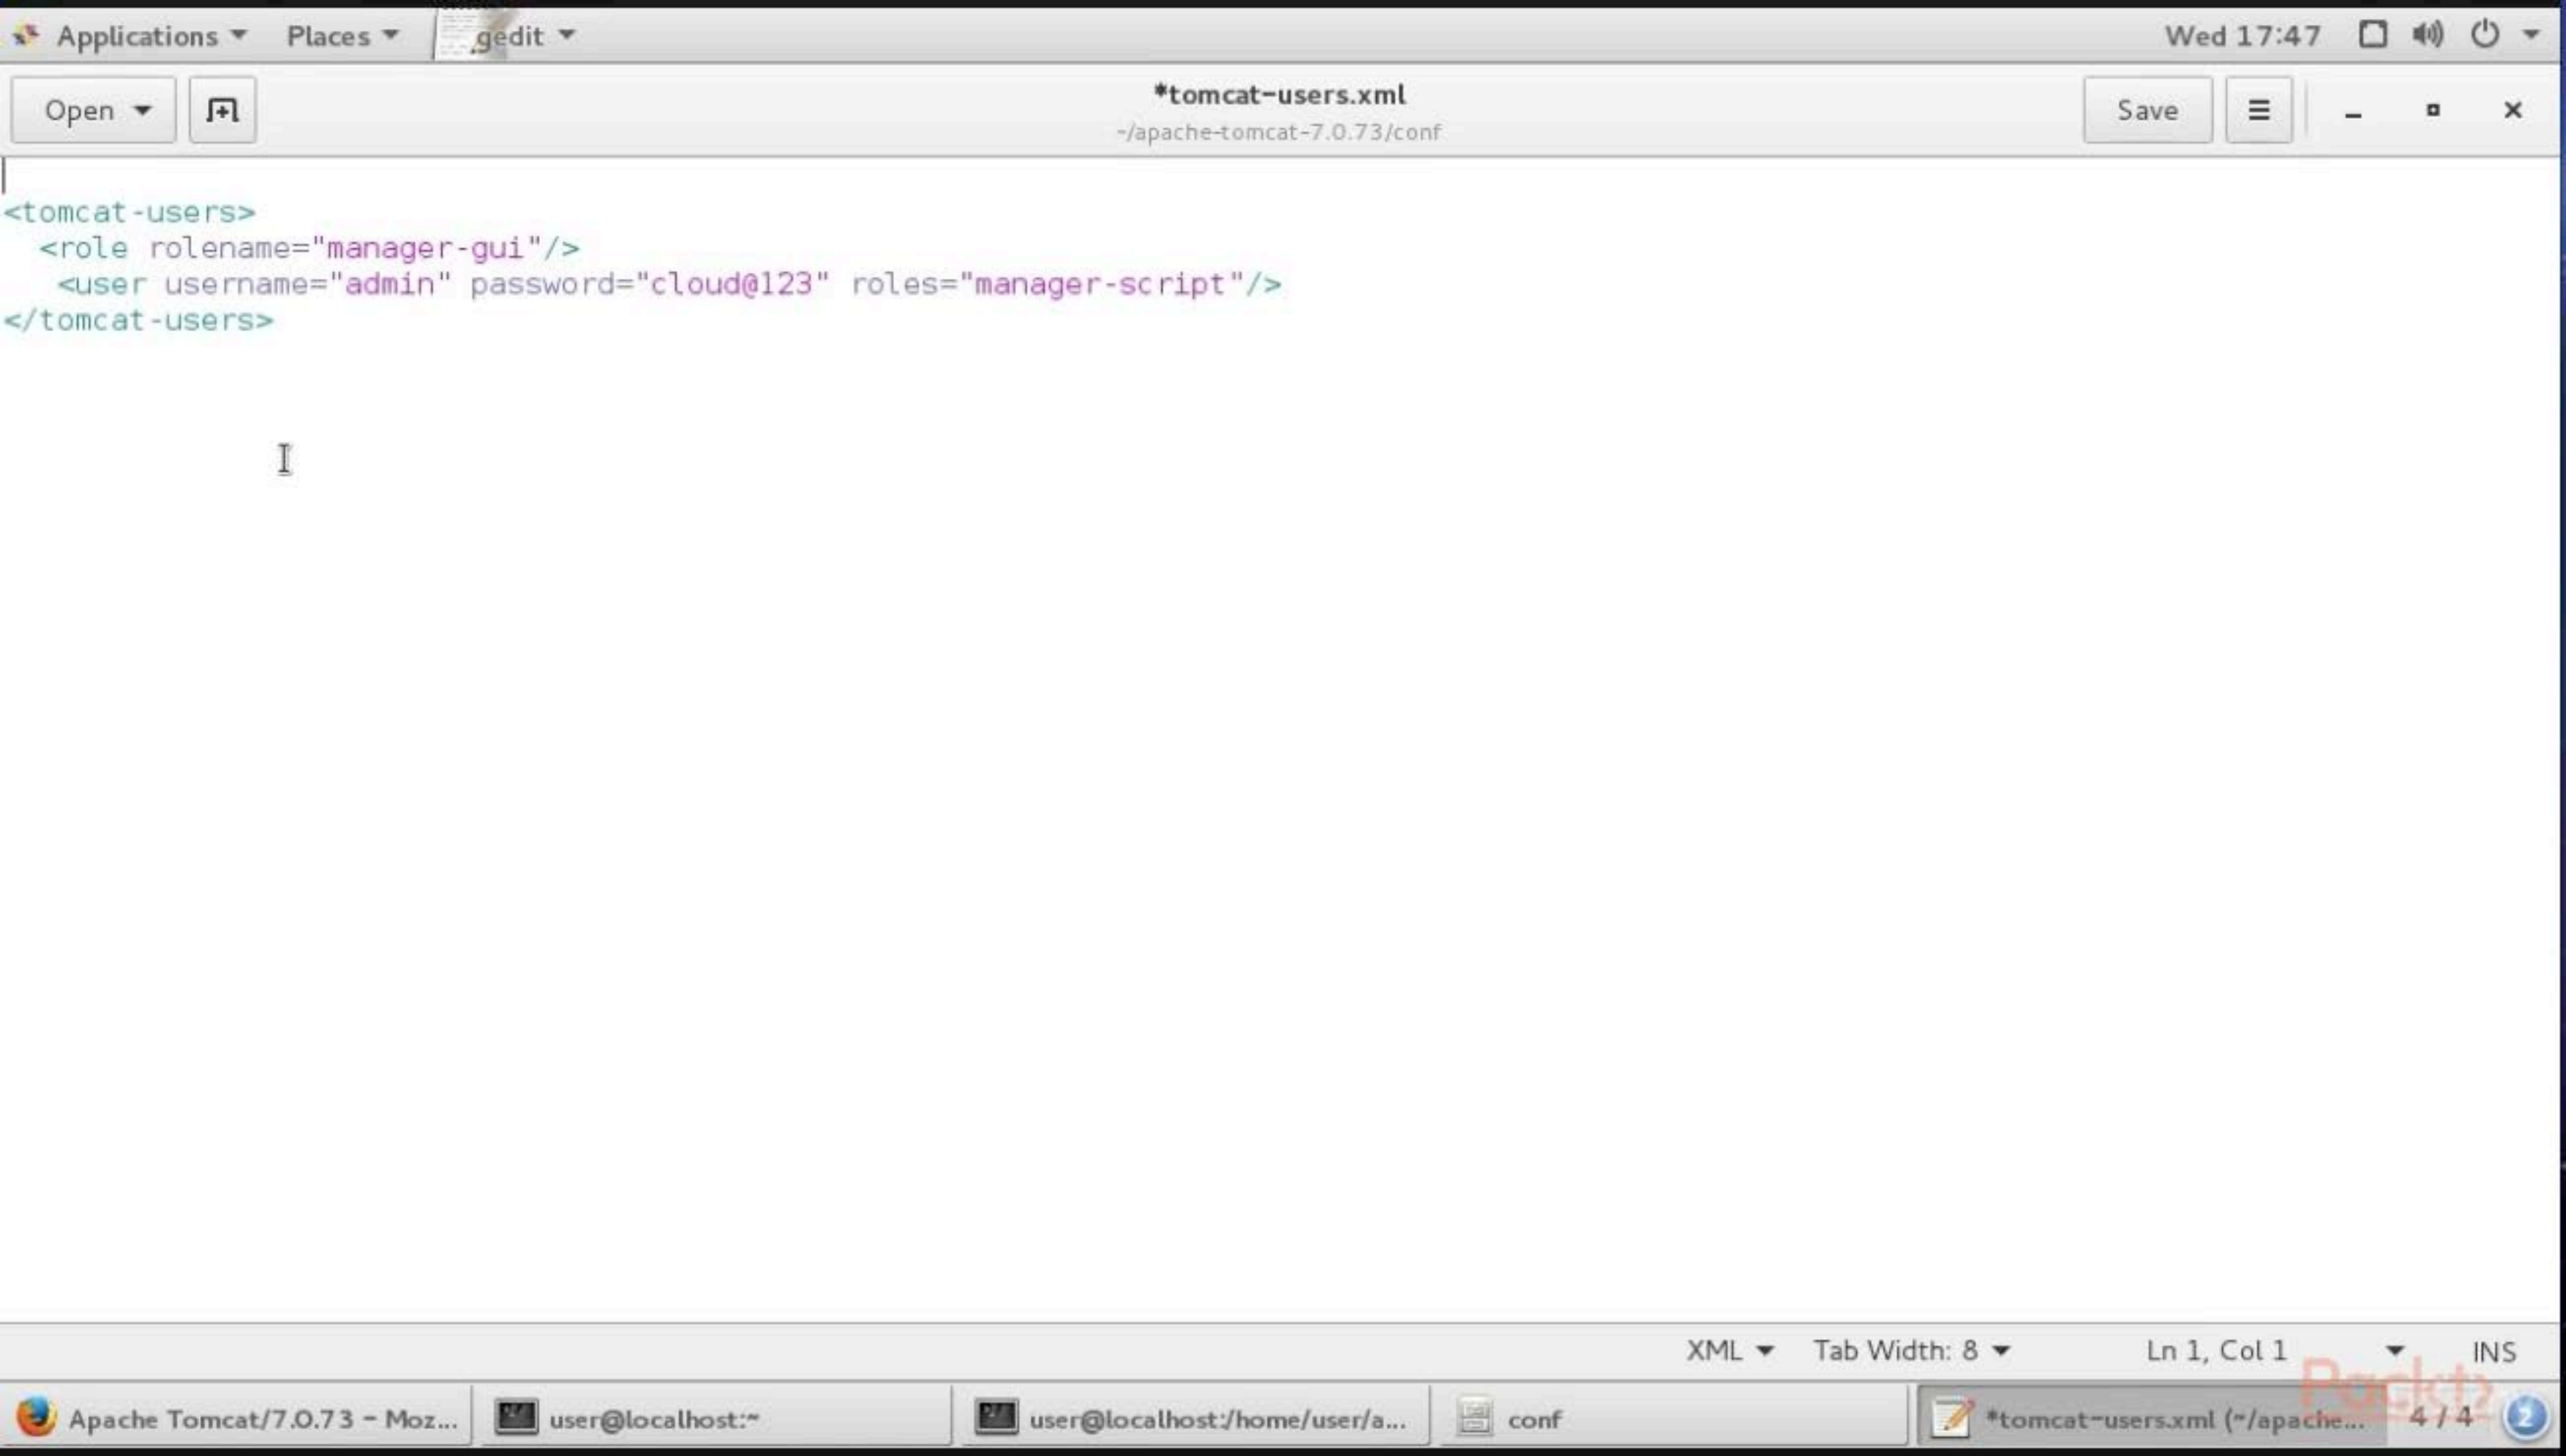 Applications Places gedit Wed 17:47
Open *tomcat-users.xml Save
~/apache-tomcat-7.0.73/conf
<tomcat-users>
<role rolename="manager-gui"/>
<user username="admin" password="cloud@123" roles="manager-script"/>
</tomcat-users>
XML Tab Width: 8 Ln 1, Col 1 INS
Packt
Apache Tomcat/7.0.73 - Moz... user@localhost:~ user@localhost:/home/user/a... conf *tomcat-users.xml (~/apache... 4 / 4 2